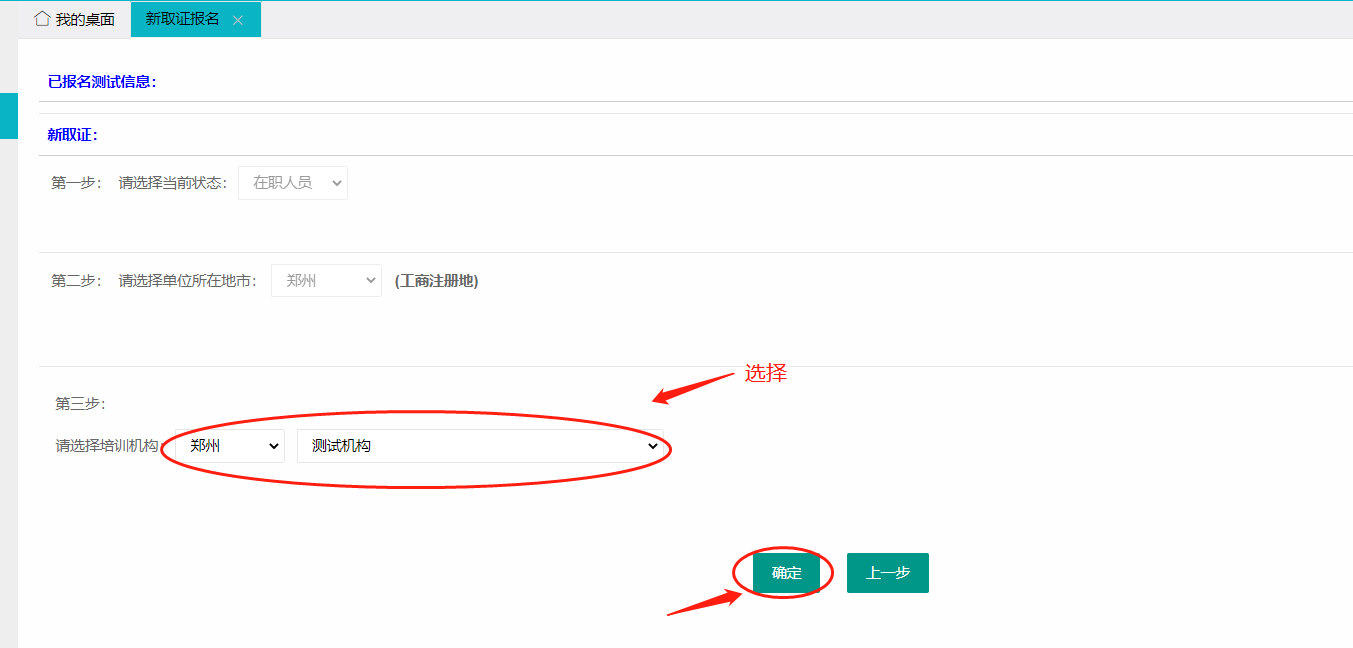 我的桌面 新取证报名
已报名测试信息：
新取证：
第一步： 请选择当前状态： 在职人员
第二步： 请选择单位所在地市： 郑州 (工商注册地)
选择
第三步：
请选择培训机构： 郑州 测试机构
确定 上一步